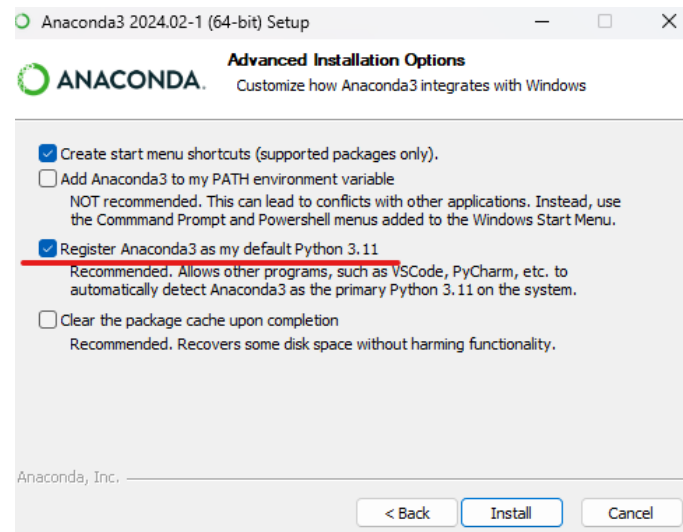 Anaconda3 2024.02-1 (64-bit) Setup
ANACONDA.
Advanced Installation Options
Customize how Anaconda3 integrates with Windows
Create start menu shortcuts (supported packages only).
Add Anaconda3 to my PATH environment variable
NOT recommended. This can lead to conflicts with other applications. Instead, use
the Commmand Prompt and Powershell menus added to the Windows Start Menu.
Register Anaconda3 as my default Python 3.11
Recommended. Allows other programs, such as VSCode, PyCharm, etc. to
automatically detect Anaconda3 as the primary Python 3.11 on the system.
Clear the package cache upon completion
Recommended. Recovers some disk space without harming functionality.
Anaconda, Inc.
< Back
Install
Cancel